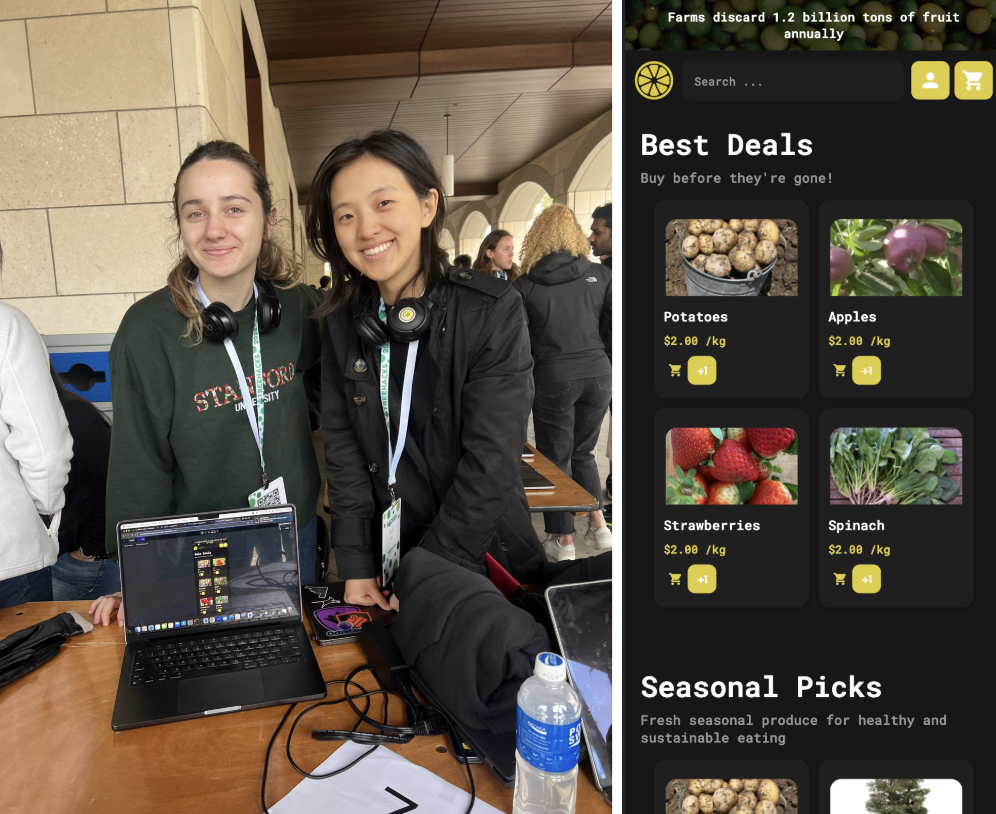 STANFORD
UNIVERSITY
TREEHACKS
TREEHACKS
Farms discard 1.2 billion tons of fruit
annually
Search ...
Best Deals
Buy before they're gone!
Potatoes
$2.00 /kg
+1
Apples
$2.00 /kg
+1
Strawberries
$2.00 /kg
+1
Spinach
$2.00 /kg
+1
Seasonal Picks
Fresh seasonal produce for healthy and
sustainable eating